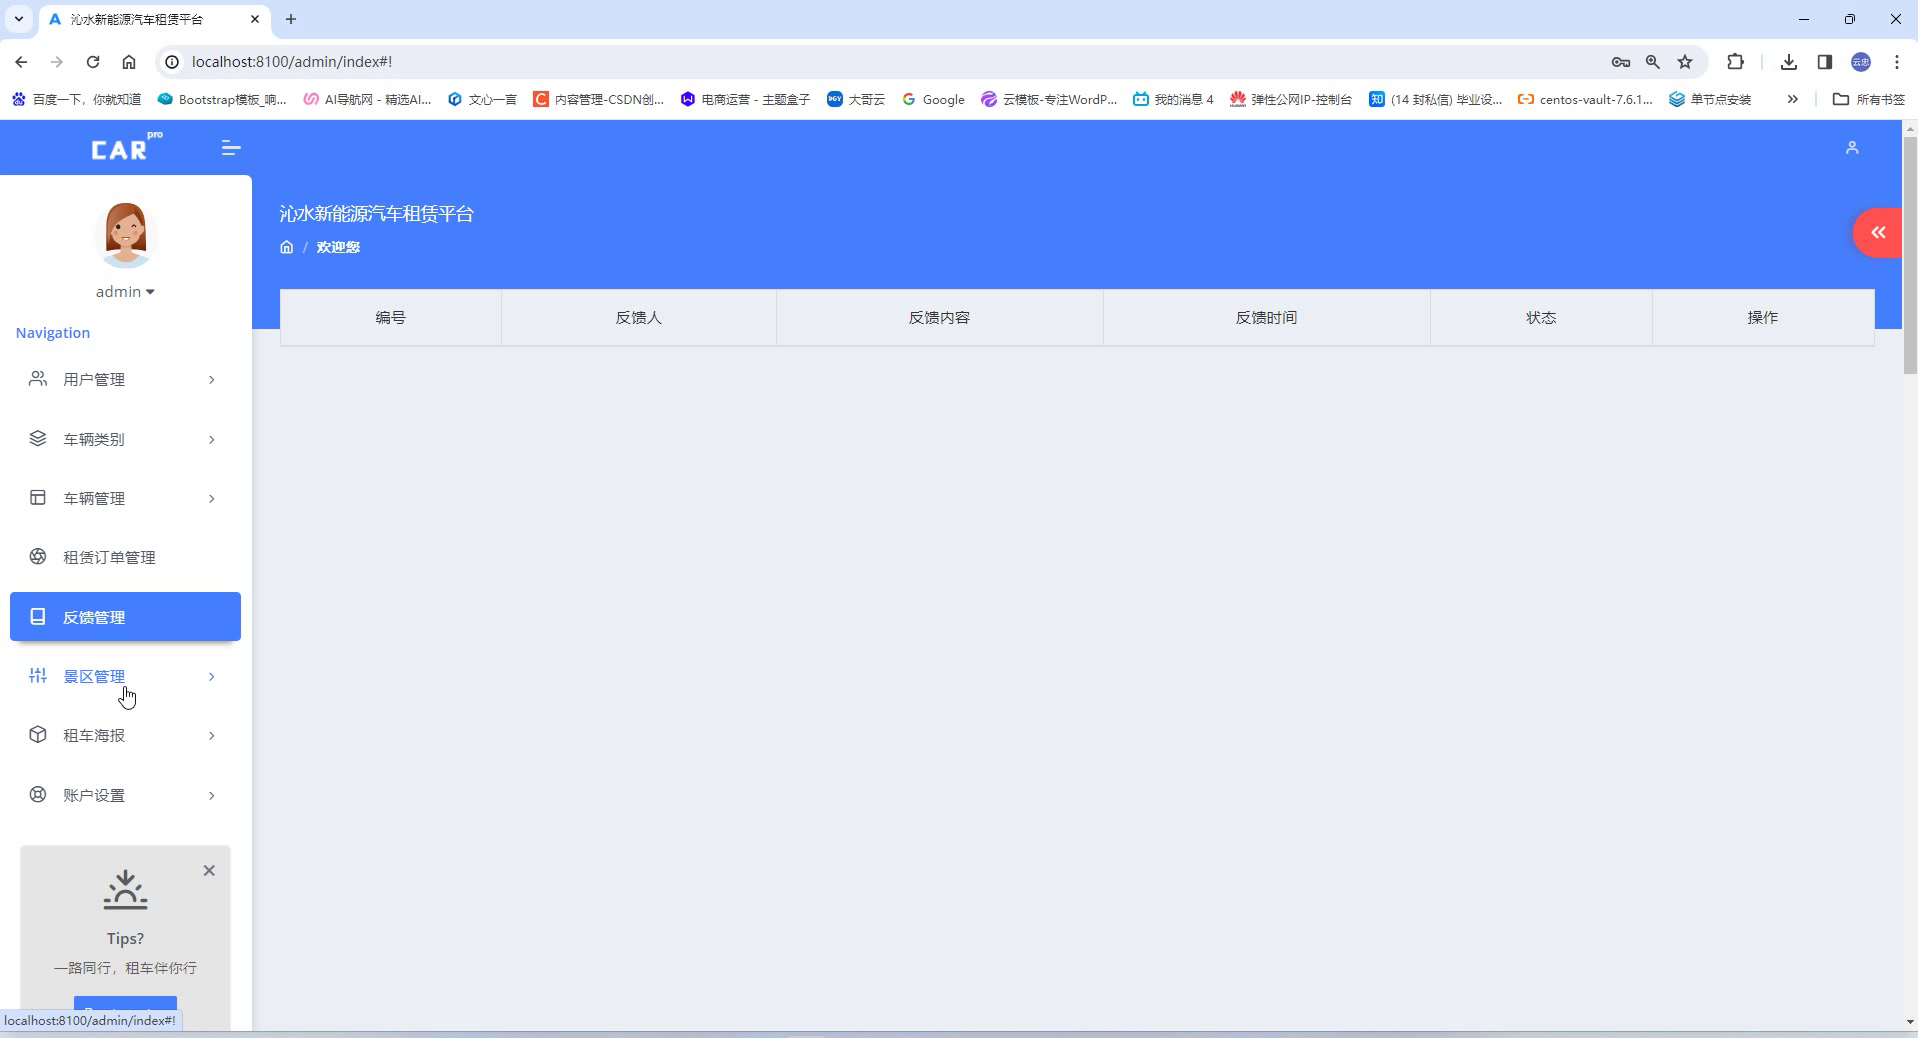 沁水新能源汽车租赁平台
localhost:8100/admin/index#!
云忠
百度一下，你就知道
Bootstrap模板_响...
AI导航网 - 精选AI...
文心一言
内容管理-CSDN创...
电商运营 - 主题盒子
大哥云
Google
云模板-专注WordP...
我的消息 4
弹性公网IP-控制台
(14 封私信) 毕业设...
centos-vault-7.6.1...
单节点安装
所有书签
CAR pro
沁水新能源汽车租赁平台
/ 欢迎您
admin
Navigation
用户管理
车辆类别
车辆管理
租赁订单管理
反馈管理
景区管理
租车海报
账户设置
编号 反馈人 反馈内容 反馈时间 状态 操作
Tips?
一路同行，租车伴你行
localhost:8100/admin/index#!